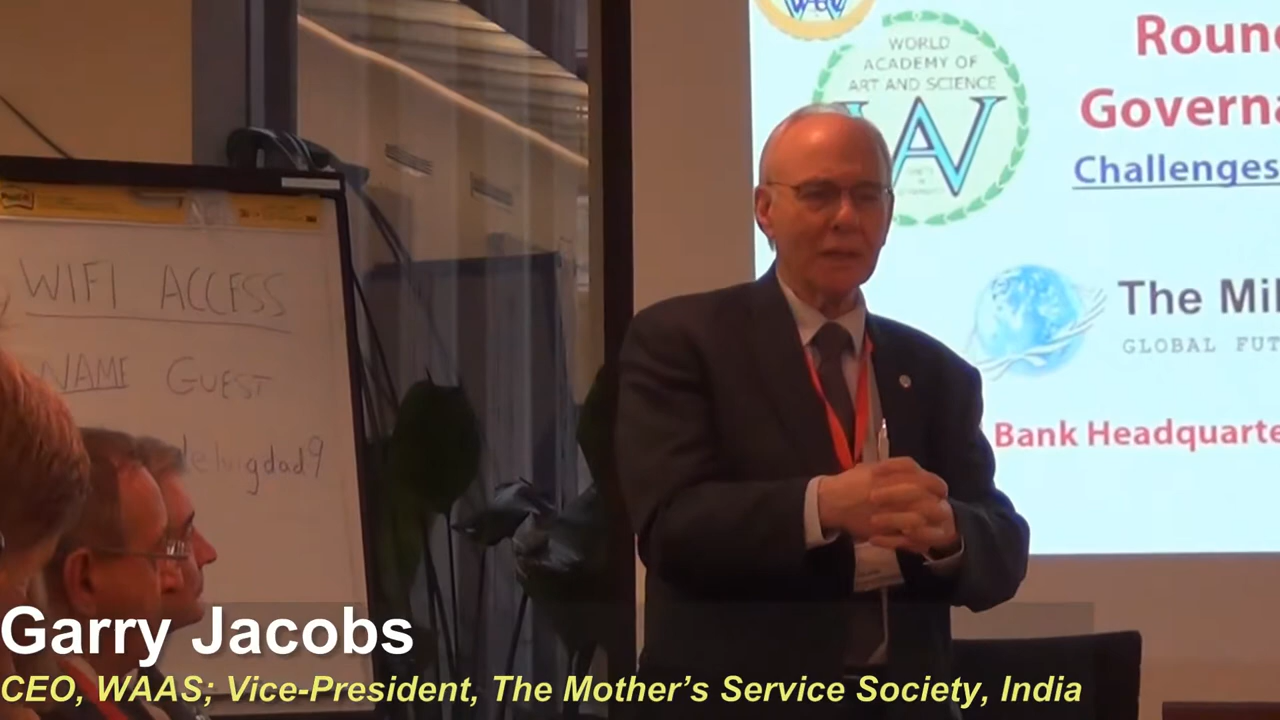 WIFI ACCESS
NAME GUEST
WORLD
ACADEMY OF
ART AND SCIENCE
Roun
Governa
Challenges
The Mil
GLOBAL FUT
Bank Headquarte
Garry Jacobs
CEO, WAAS; Vice-President, The Mother's Service Society, India